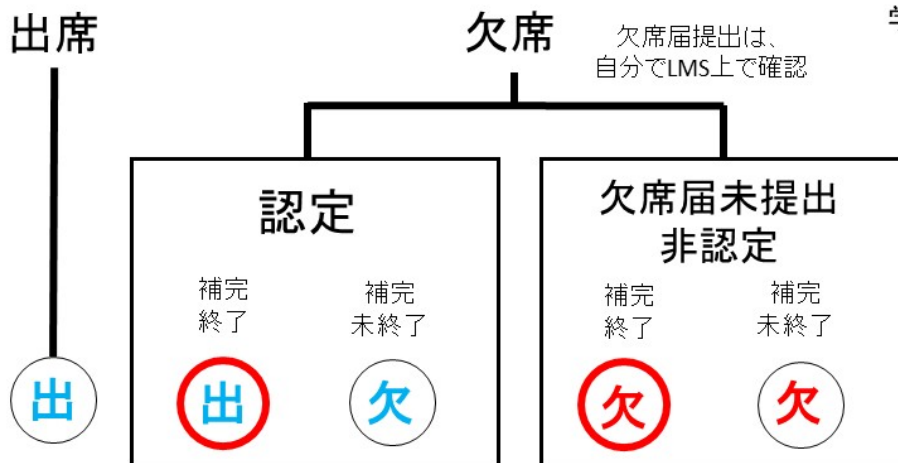 出席
欠席
欠席届提出は、
自分でLMS上で確認
認定
欠席届未提出
非認定
補完
終了
補完
未終了
補完
終了
補完
未終了
出
出
欠
欠
欠